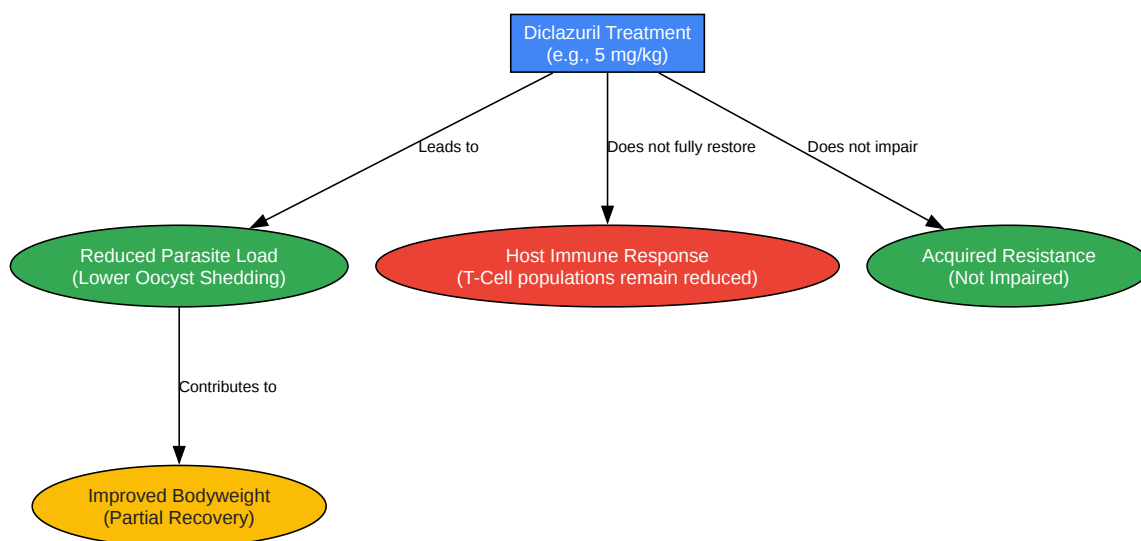 Diclazuril Treatment
(e.g., 5 mg/kg)
Leads to
Does not fully restore
Does not impair
Reduced Parasite Load
(Lower Oocyst Shedding)
Host Immune Response
(T-Cell populations remain reduced)
Acquired Resistance
(Not Impaired)
Contributes to
Improved Bodyweight
(Partial Recovery)